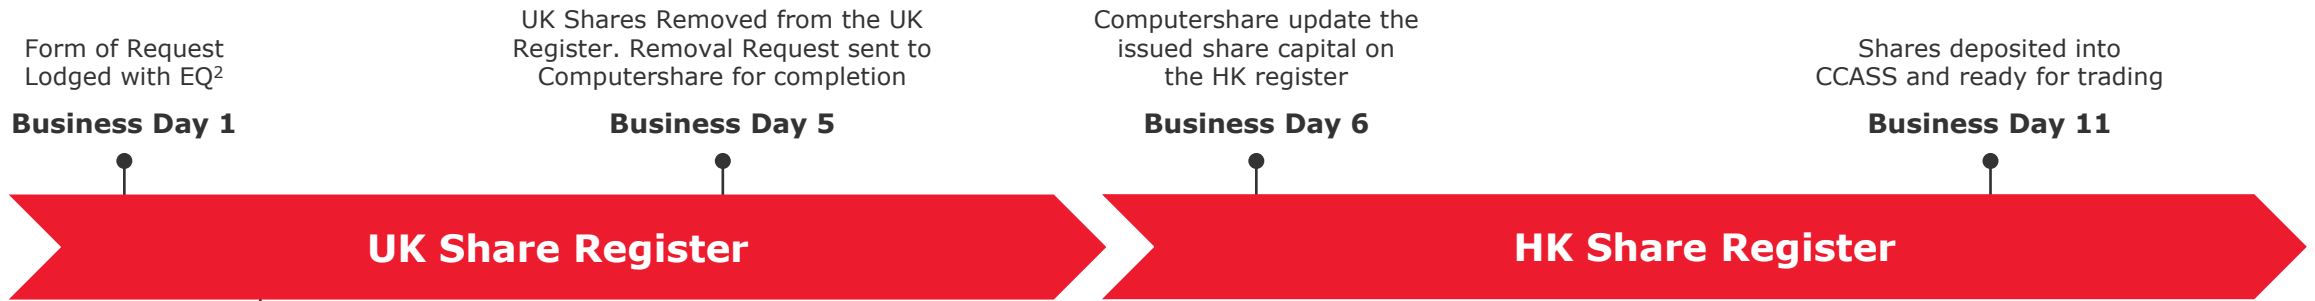 Form of Request
Lodged with EQ²
Business Day 1
UK Shares Removed from the UK
Register. Removal Request sent to
Computershare for completion
Business Day 5
Computershare update the
issued share capital on
the HK register
Business Day 6
Shares deposited into
CCASS and ready for trading
Business Day 11
UK Share Register
HK Share Register